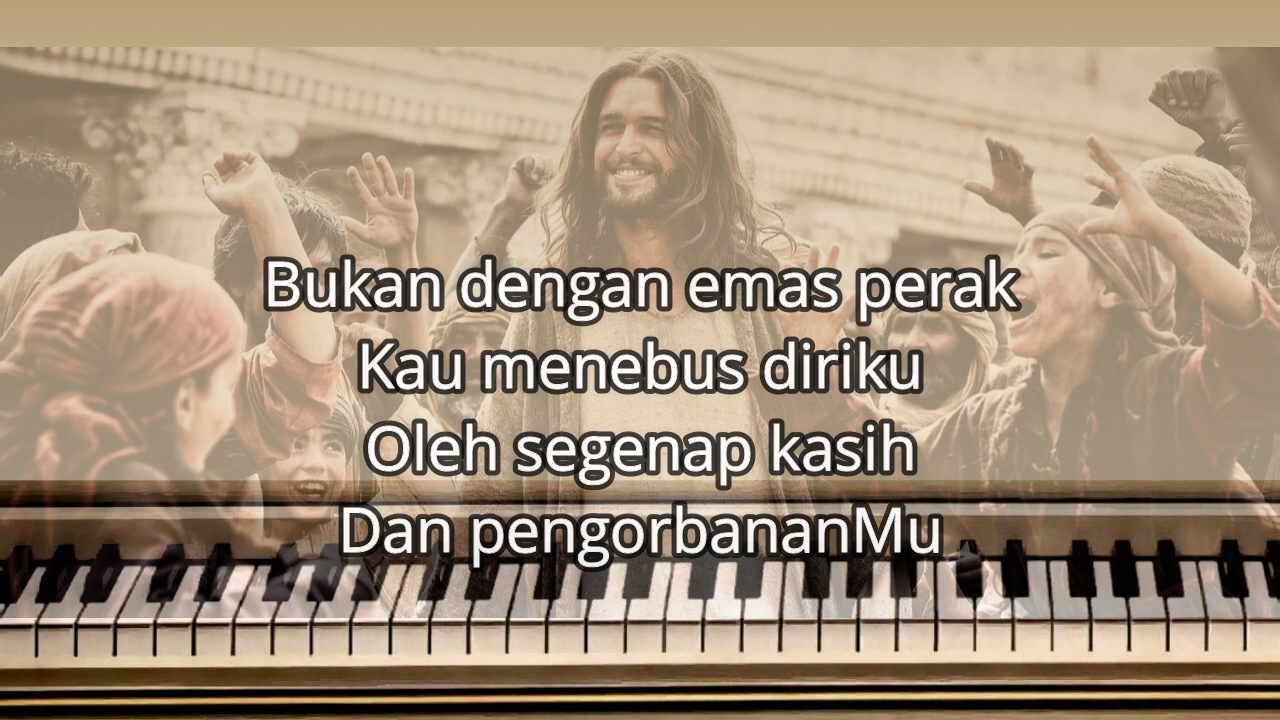 Bukan dengan emas perak
Kau menebus diriku
Oleh segenap kasih
Dan pengorbananMu